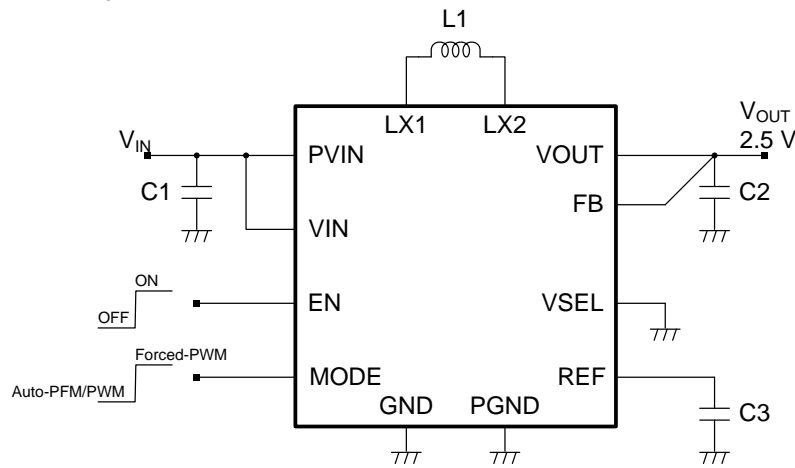 L1
LX1 LX2
VIN
VOUT
2.5 V
PVIN
VOUT
C1
C2
FB
VIN
ON
OFF
EN
VSEL
Forced-PWM
Auto-PFM/PWM
MODE
REF
GND PGND
C3